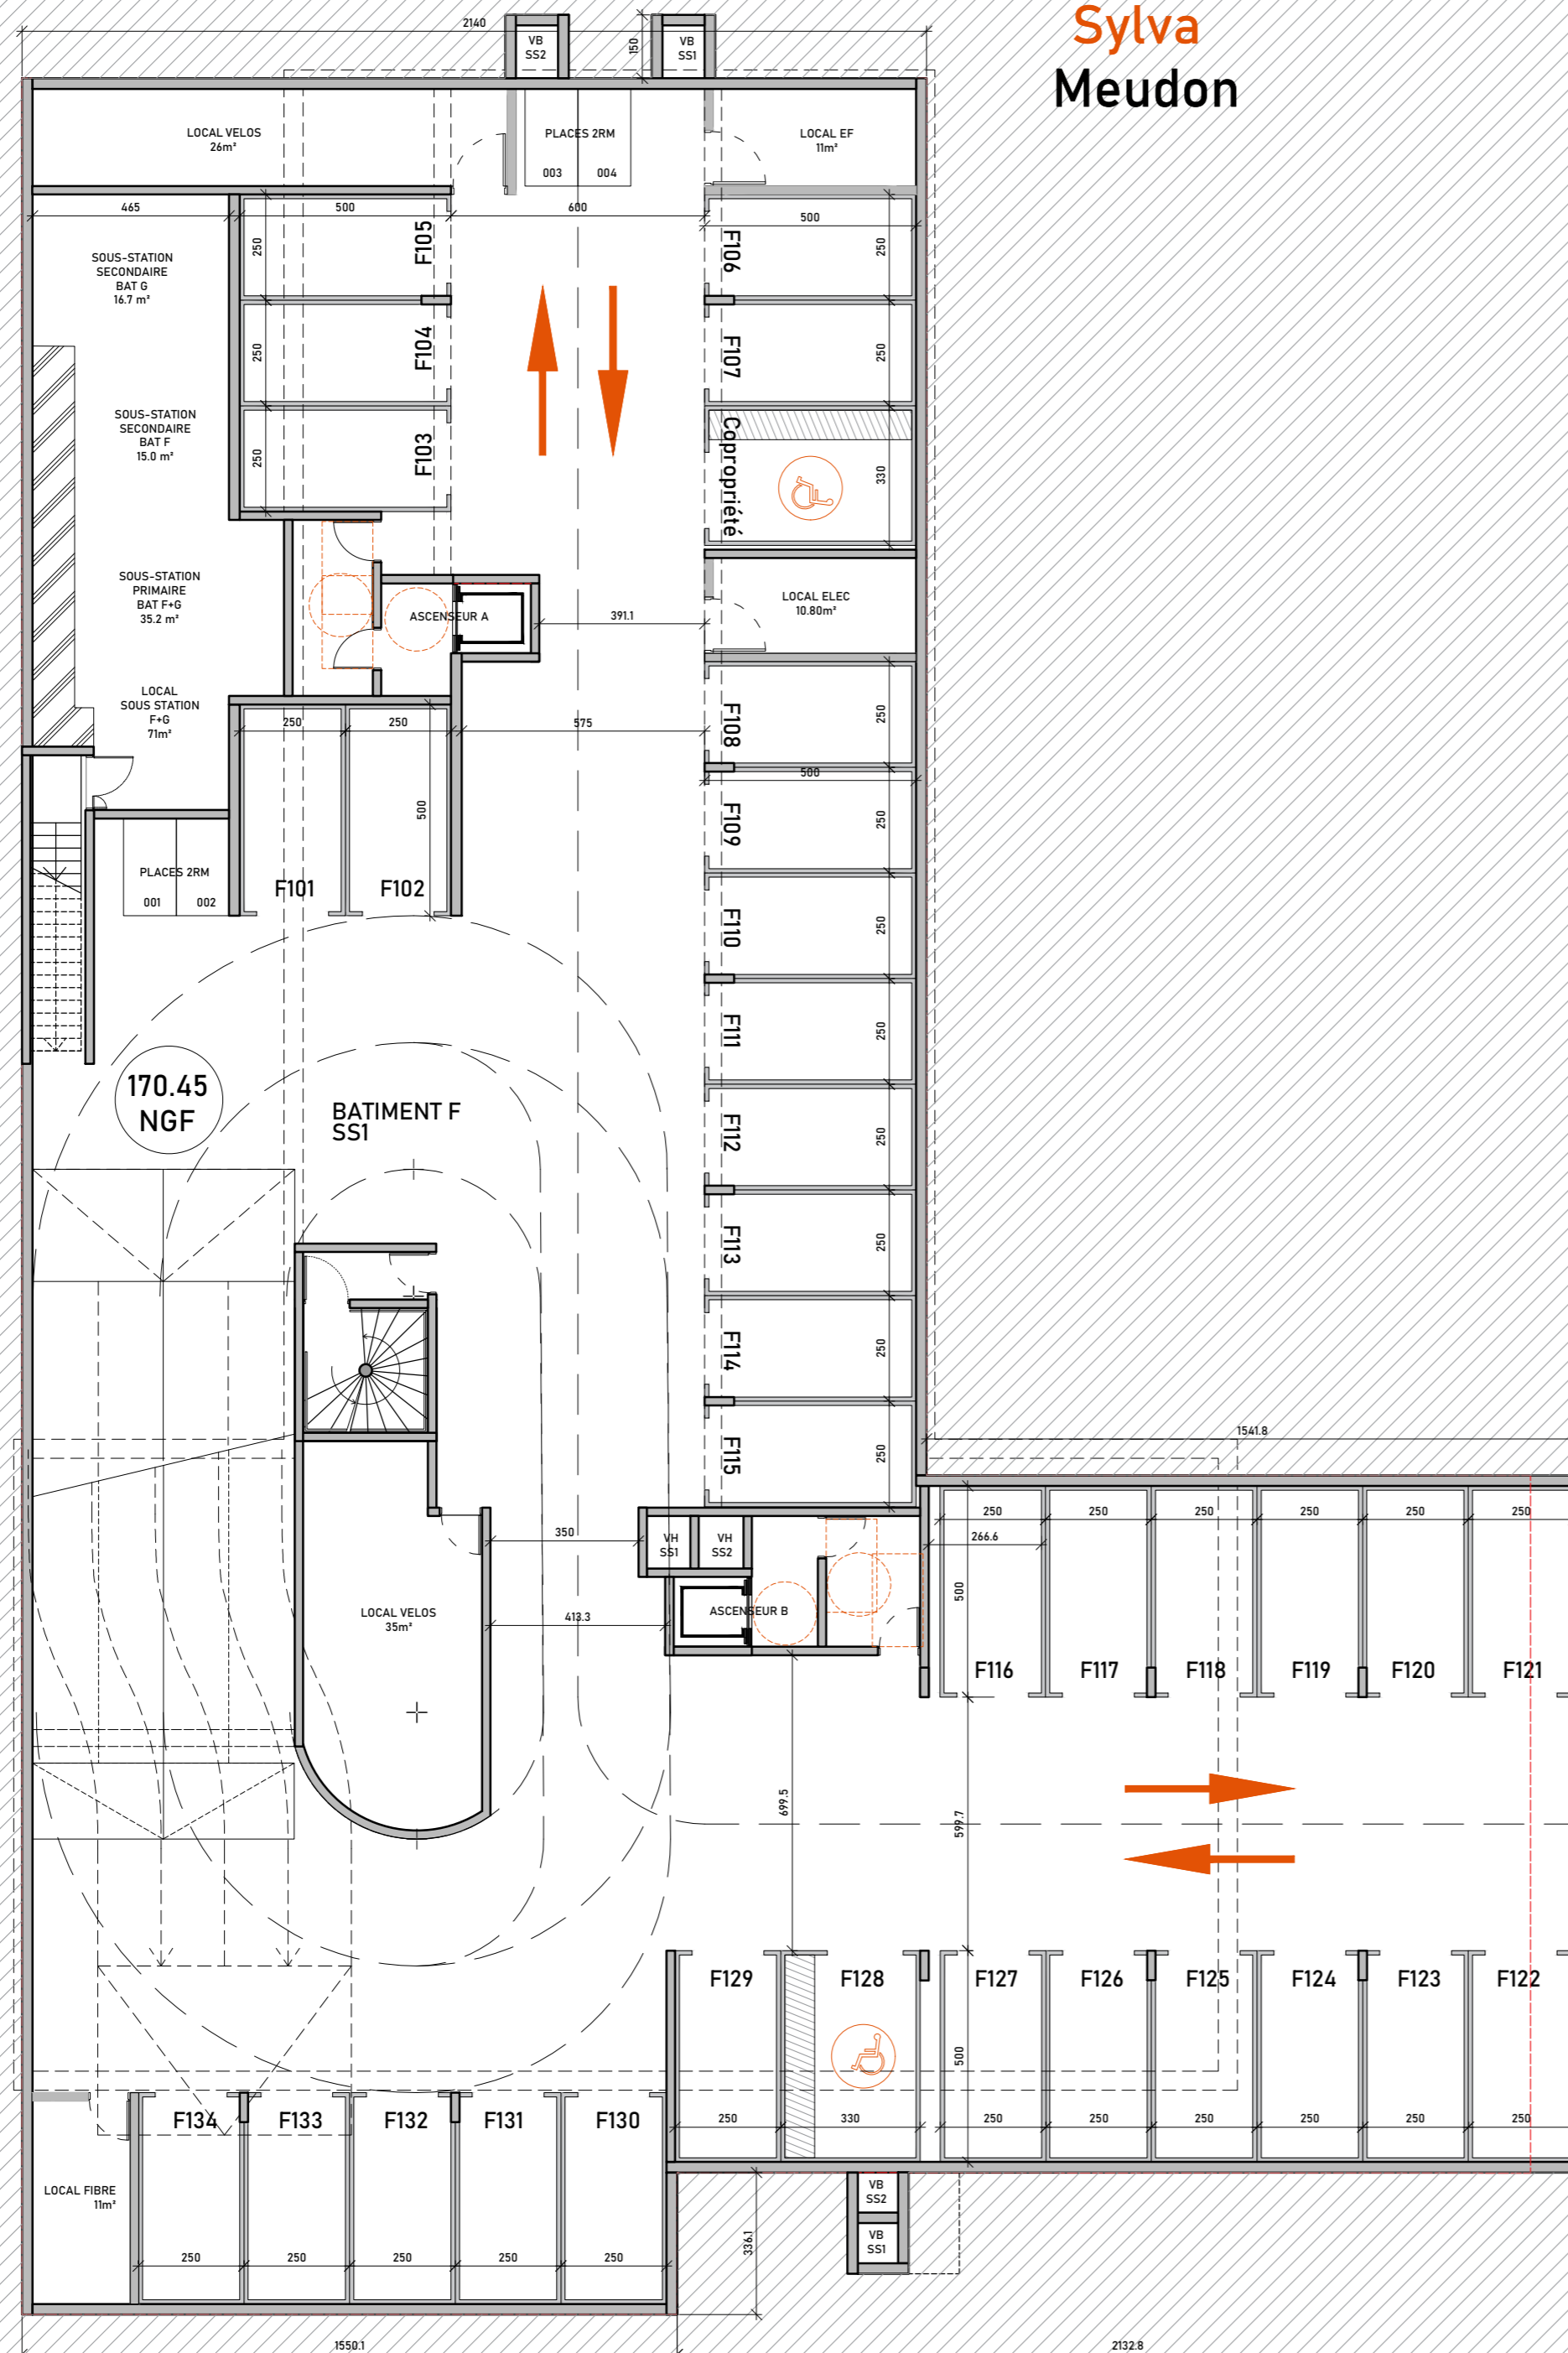 Sylva
Meudon
2140
150
VB
SS2
VB
SS1
LOCAL VELOS
26m²
PLACES 2RM
003
004
LOCAL EF
11m²
465
500
600
500
SOUS-STATION
SECONDAIRE
BAT G
16.7 m²
250
F105
F106
250
250
F104
F107
250
SOUS-STATION
SECONDAIRE
BAT F
15.0 m²
250
F103
Copropriété
330
SOUS-STATION
PRIMAIRE
BAT F+G
35.2 m²
ASCENSEUR A
391.1
LOCAL ELEC
10.80m²
LOCAL
SOUS STATION
F+G
71m²
250
250
575
F108
250
500
500
F109
250
PLACES 2RM
001
002
F101
F102
F110
250
F111
250
170.45
NGF
BATIMENT F
SS1
F112
250
F113
250
F114
250
F115
250
1541.8
250
250
250
250
250
250
266.6
350
VH
SS1
VH
SS2
500
LOCAL VELOS
35m²
413.3
ASCENSEUR B
F116
F117
F118
F119
F120
F121
699.5
599.7
F129
F128
F127
F126
F125
F124
F123
F122
500
250
330
250
250
250
250
250
250
F134
F133
F132
F131
F130
LOCAL FIBRE
11m²
VB
SS2
VB
SS1
336.1
250
250
250
250
250
1550.1
2132.8